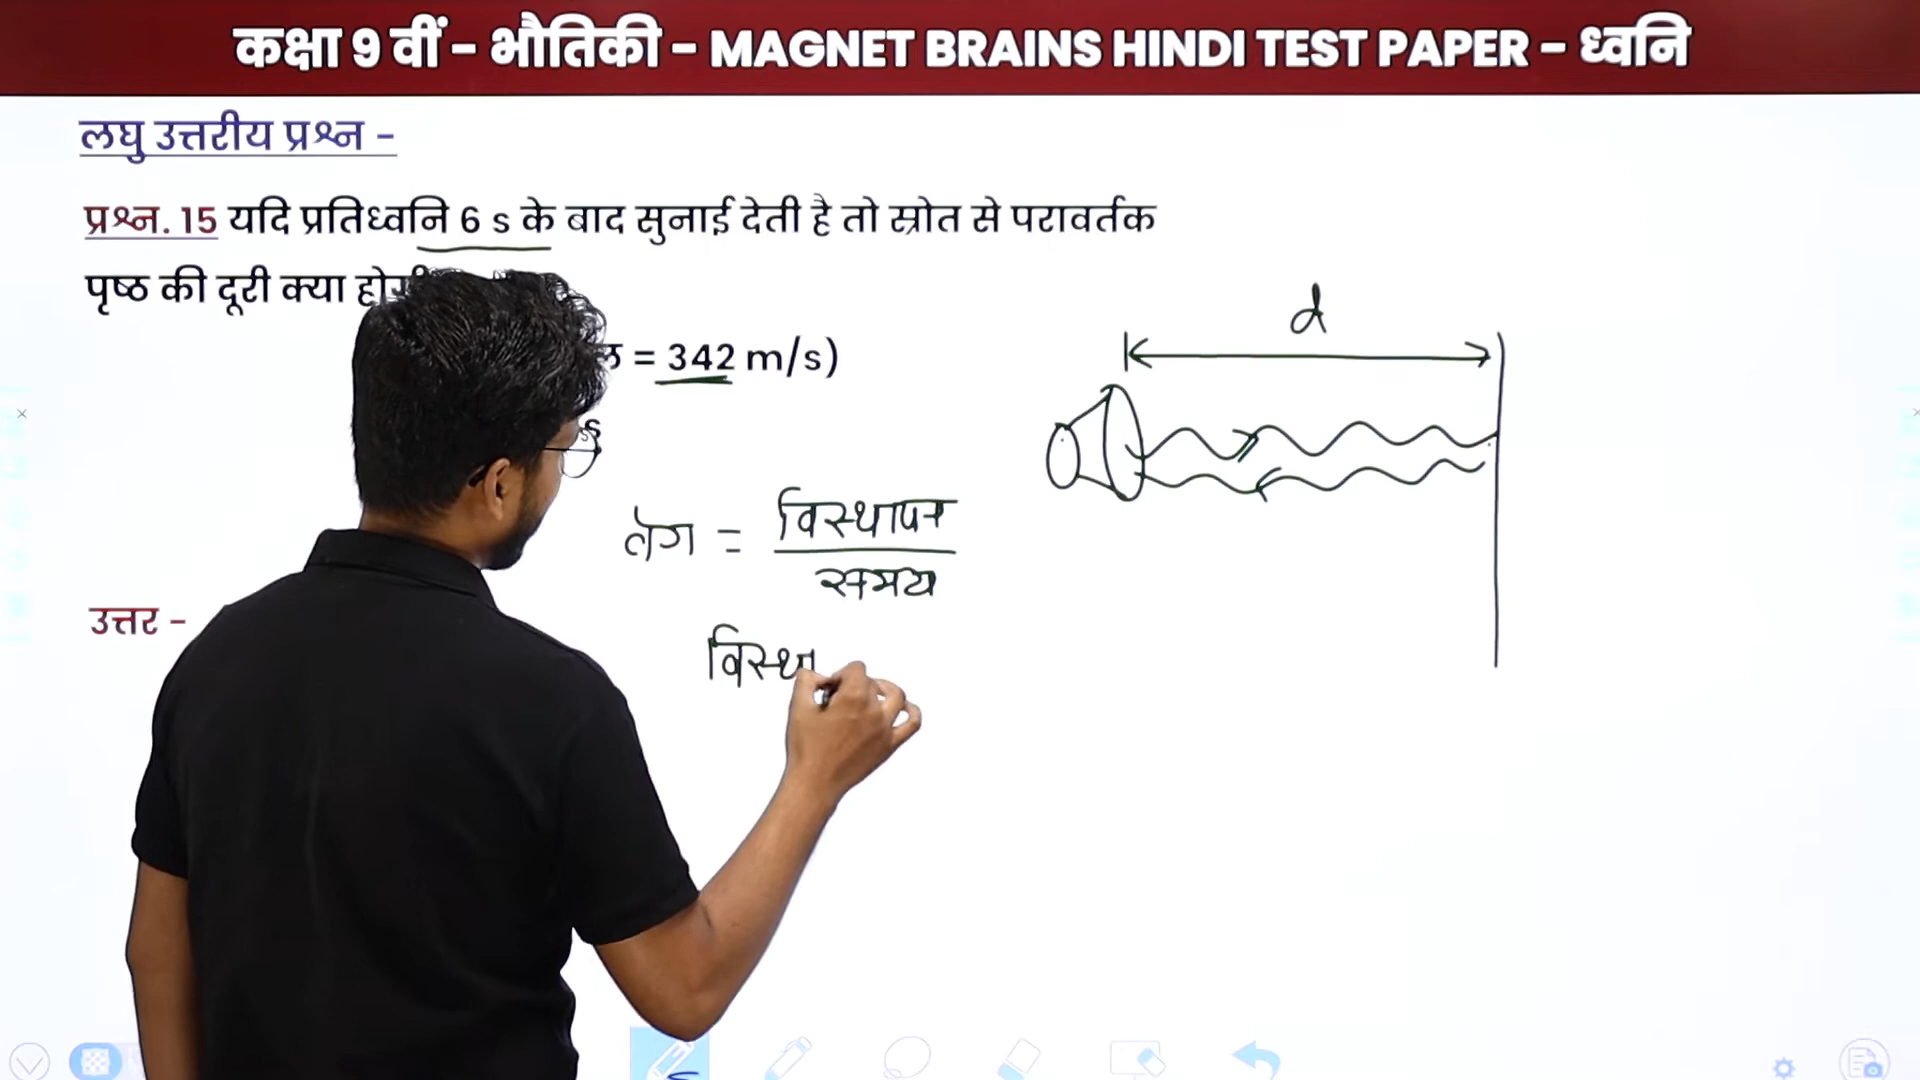 कक्षा 9 वीं - भौतिकी - MAGNET BRAINS HINDI TEST PAPER - ध्वनि
लघु उत्तरीय प्रश्न -
प्रश्न. 15 यदि प्रतिध्वनि 6 s के बाद सुनाई देती है तो स्रोत से परावर्तक
पृष्ठ की दूरी क्या
= 342 m/s)
d
वेग = विस्थापन
समय
विस्था
उत्तर -